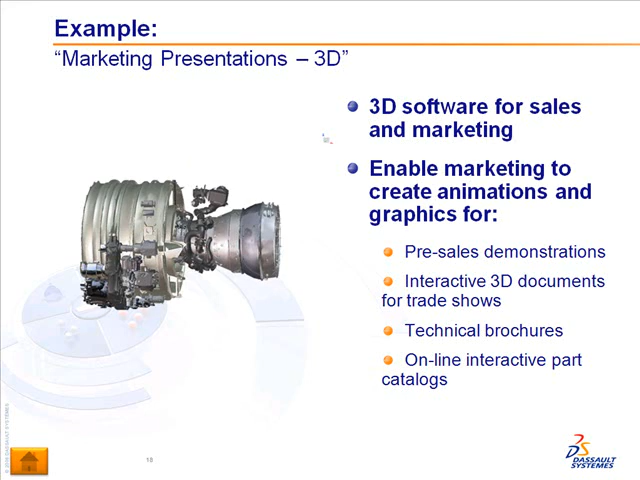 Example:
“Marketing Presentations – 3D”
3D software for sales
and marketing
Enable marketing to
create animations and
graphics for:
Pre-sales demonstrations
Interactive 3D documents
for trade shows
Technical brochures
On-line interactive part
catalogs
18
DASSAULT
SYSTEMES